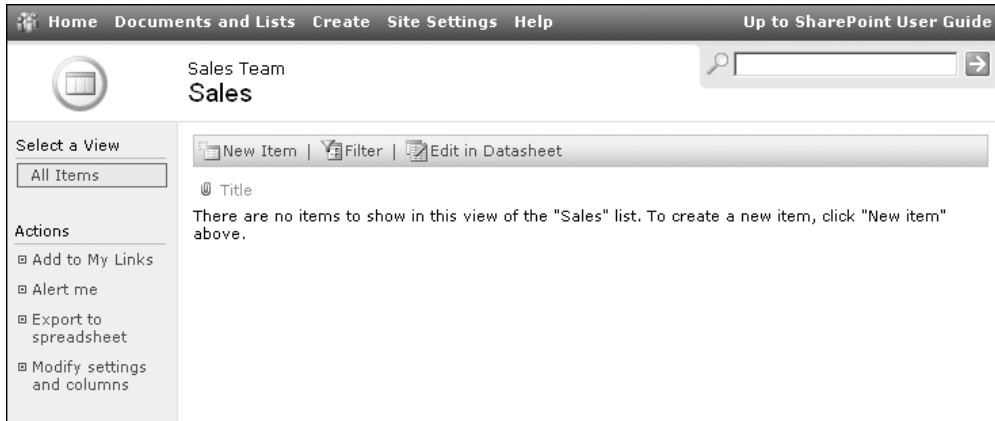 Home Documents and Lists Create Site Settings Help Up to SharePoint User Guide
Sales Team
Sales
Select a View
All Items
Actions
Add to My Links
Alert me
Export to
spreadsheet
Modify settings
and columns
New Item | Filter | Edit in Datasheet
Title
There are no items to show in this view of the "Sales" list. To create a new item, click "New item"
above.